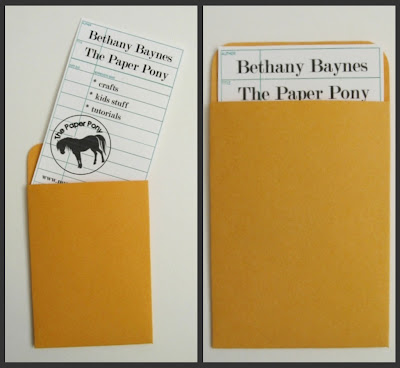 Bethany Baynes
The Paper Pony
* crafts
* kids stuff
* tutorials
The Paper Pony
Bethany Baynes
The Paper Pony